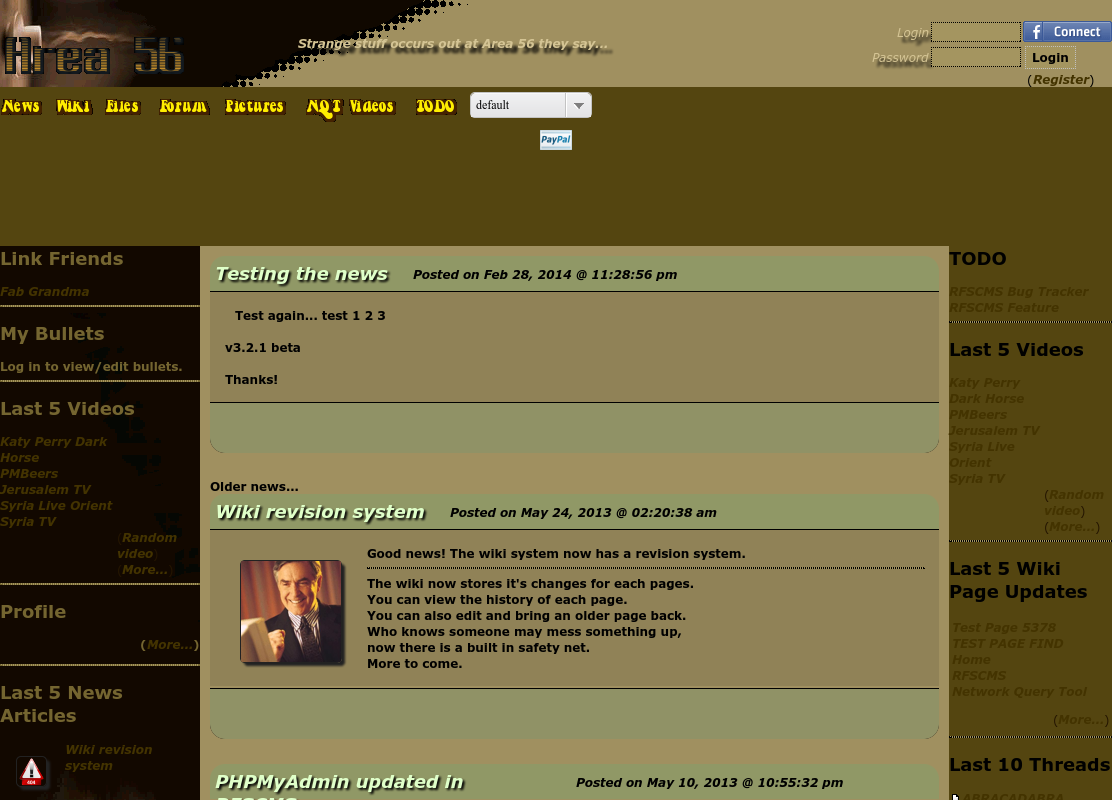 Area 56
Strange stuff occurs out at Area 56 they say...
Login
Connect
Password
Login
(Register)
News Wiki Files Forum Pictures NQT Videos TODO default
PayPal
Link Friends
Fab Grandma
My Bullets
Log in to view/edit bullets.
Last 5 Videos
Katy Perry Dark
Horse
PMBeers
Jerusalem TV
Syria Live Orient
Syria TV
(Random
video)
(More...)
Profile
(More...)
Last 5 News
Articles
404
Wiki revision
system
Testing the news Posted on Feb 28, 2014 @ 11:28:56 pm
Test again... test 1 2 3
v3.2.1 beta
Thanks!
Older news...
Wiki revision system Posted on May 24, 2013 @ 02:20:38 am
Good news! The wiki system now has a revision system.
The wiki now stores it's changes for each pages.
You can view the history of each page.
You can also edit and bring an older page back.
Who knows someone may mess something up,
now there is a built in safety net.
More to come.
PHPMyAdmin updated in Posted on May 10, 2013 @ 10:55:32 pm
RFSCMS
TODO
RFSCMS Bug Tracker
RFSCMS Feature
Last 5 Videos
Katy Perry
Dark Horse
PMBeers
Jerusalem TV
Syria Live
Orient
Syria TV
(Random
video)
(More...)
Last 5 Wiki
Page Updates
Test Page 5378
TEST PAGE FIND
Home
RFSCMS
Network Query Tool
(More...)
Last 10 Threads
ABRACADABRA